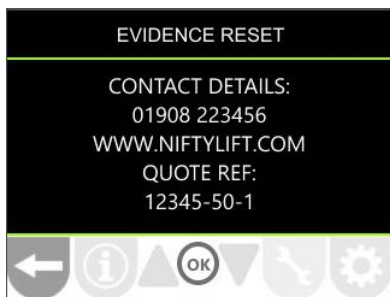 EVIDENCE RESET
CONTACT DETAILS:
01908 223456
WWW.NIFTYLIFT.COM
QUOTE REF:
12345-50-1
OK